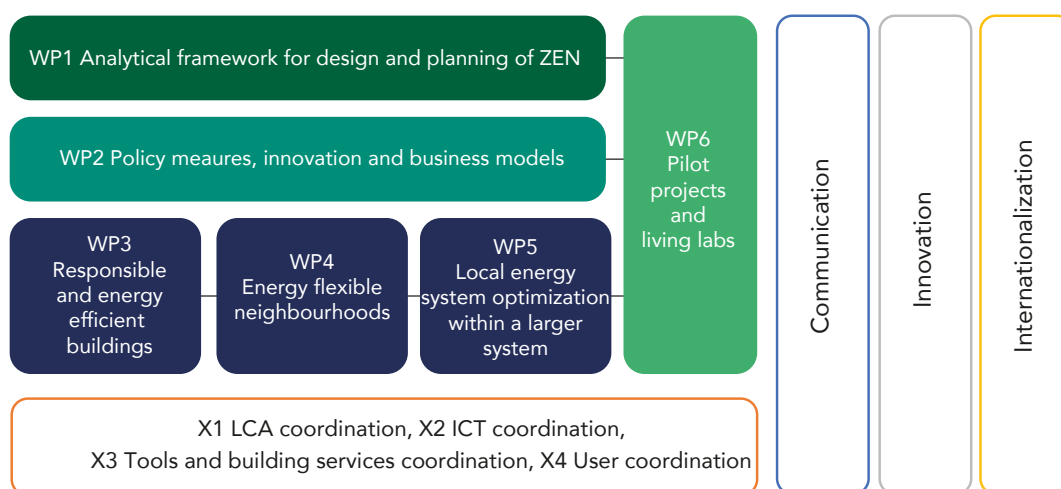 WP1 Analytical framework for design and planning of ZEN
WP2 Policy meaures, innovation and business models
WP3
Responsible
and energy
efficient
buildings
WP4
Energy flexible
neighbourhoods
WP5
Local energy
system optimization
within a larger
system
WP6
Pilot
projects
and
living labs
X1 LCA coordination, X2 ICT coordination,
X3 Tools and building services coordination, X4 User coordination
Communication
Innovation
Internationalization